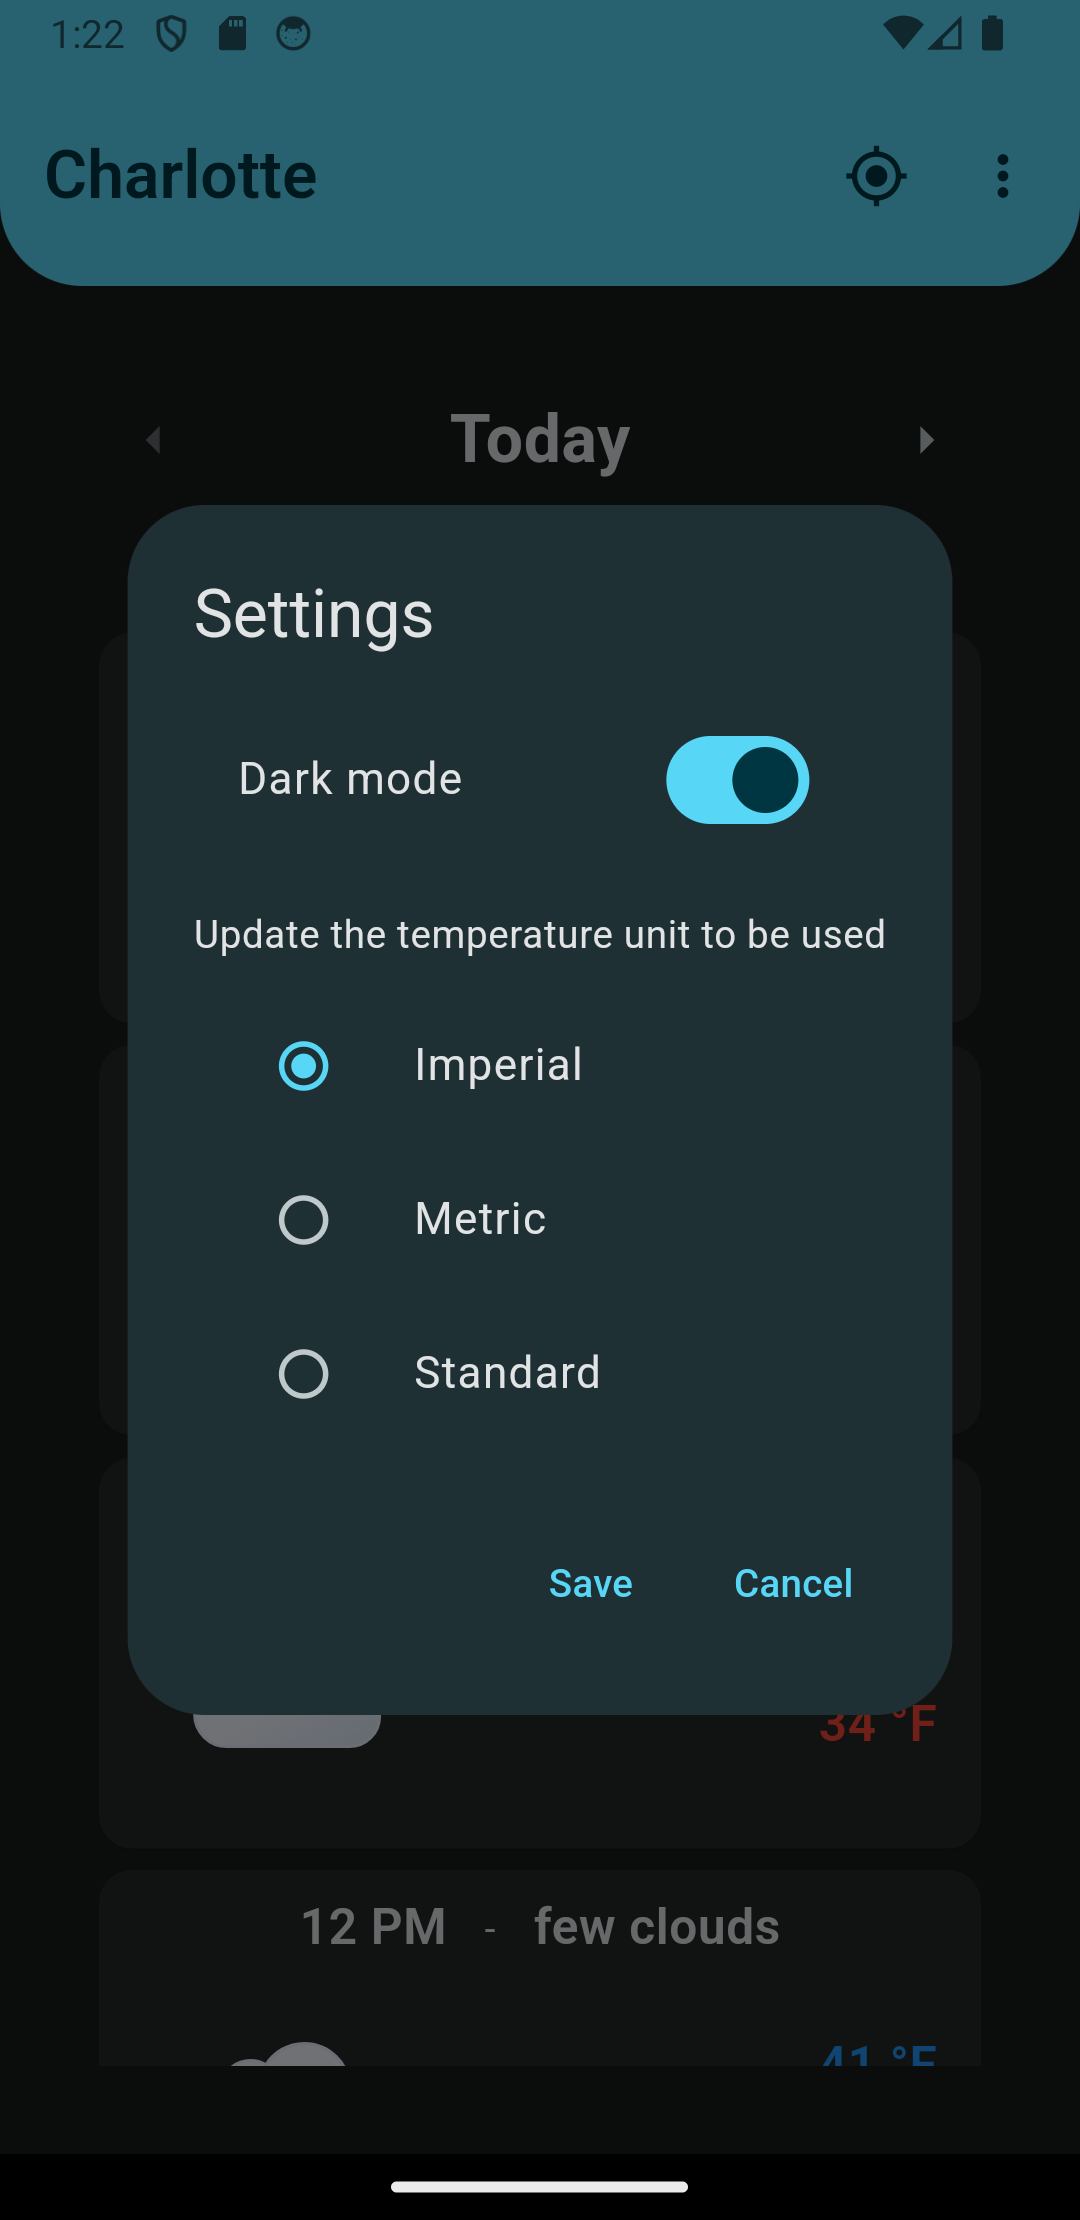 1:22
Charlotte
Today
Settings
Dark mode
Update the temperature unit to be used
Imperial
Metric
Standard
Save Cancel
34 °F
12 PM - few clouds
41 °F